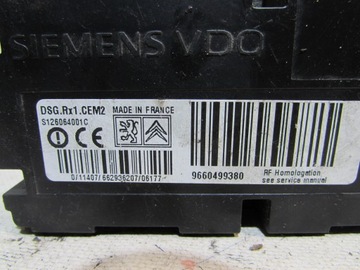 SIEMENS VDO
DSG.Rx1.CEM2 MADE IN FRANCE
S126064001C
CE
9660499380
RF Homologation
see service manual
0/11407/662936207/06177